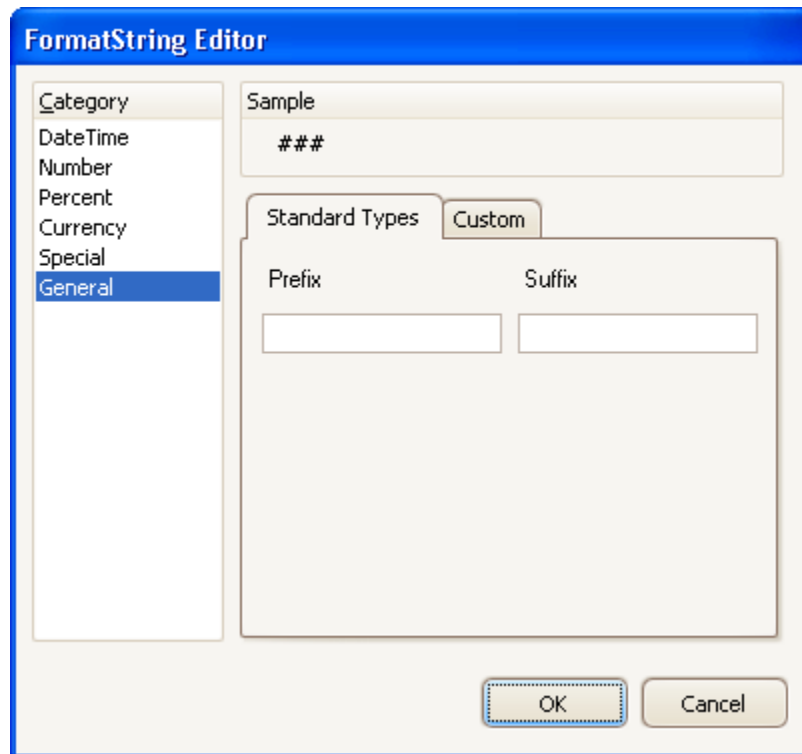 FormatString Editor
Category
DateTime
Number
Percent
Currency
Special
General
Sample
###
Standard Types
Custom
Prefix
Suffix
OK
Cancel